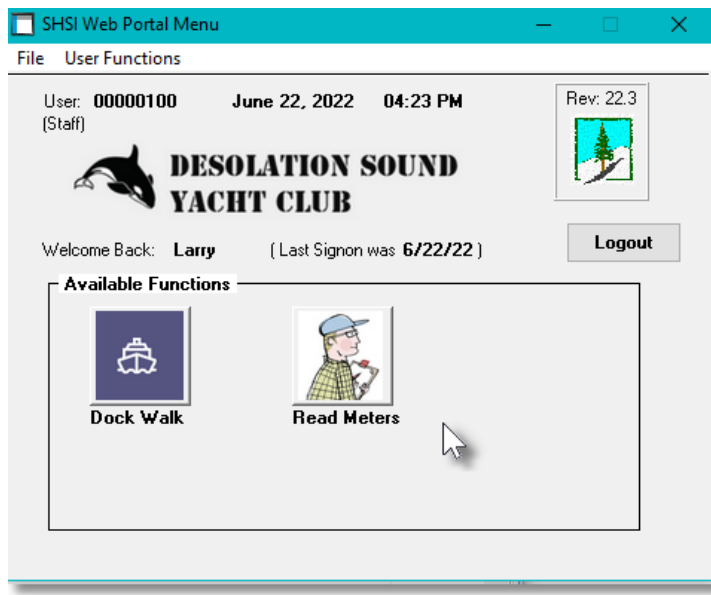 SHSI Web Portal Menu
File User Functions
User: 00000100 June 22, 2022 04:23 PM Rev: 22.3
(Staff)
DESOLATION SOUND
YACHT CLUB
Welcome Back: Larry ( Last Signon was 6/22/22 ) Logout
Available Functions
Dock Walk Read Meters